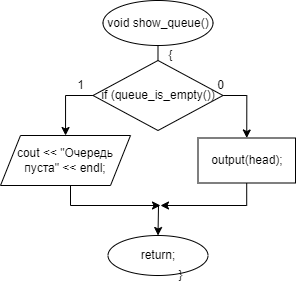 void show_queue()
{
1
0
if (queue_is_empty())
cout << "Очередь
пуста" << endl;
output(head);
return;
}